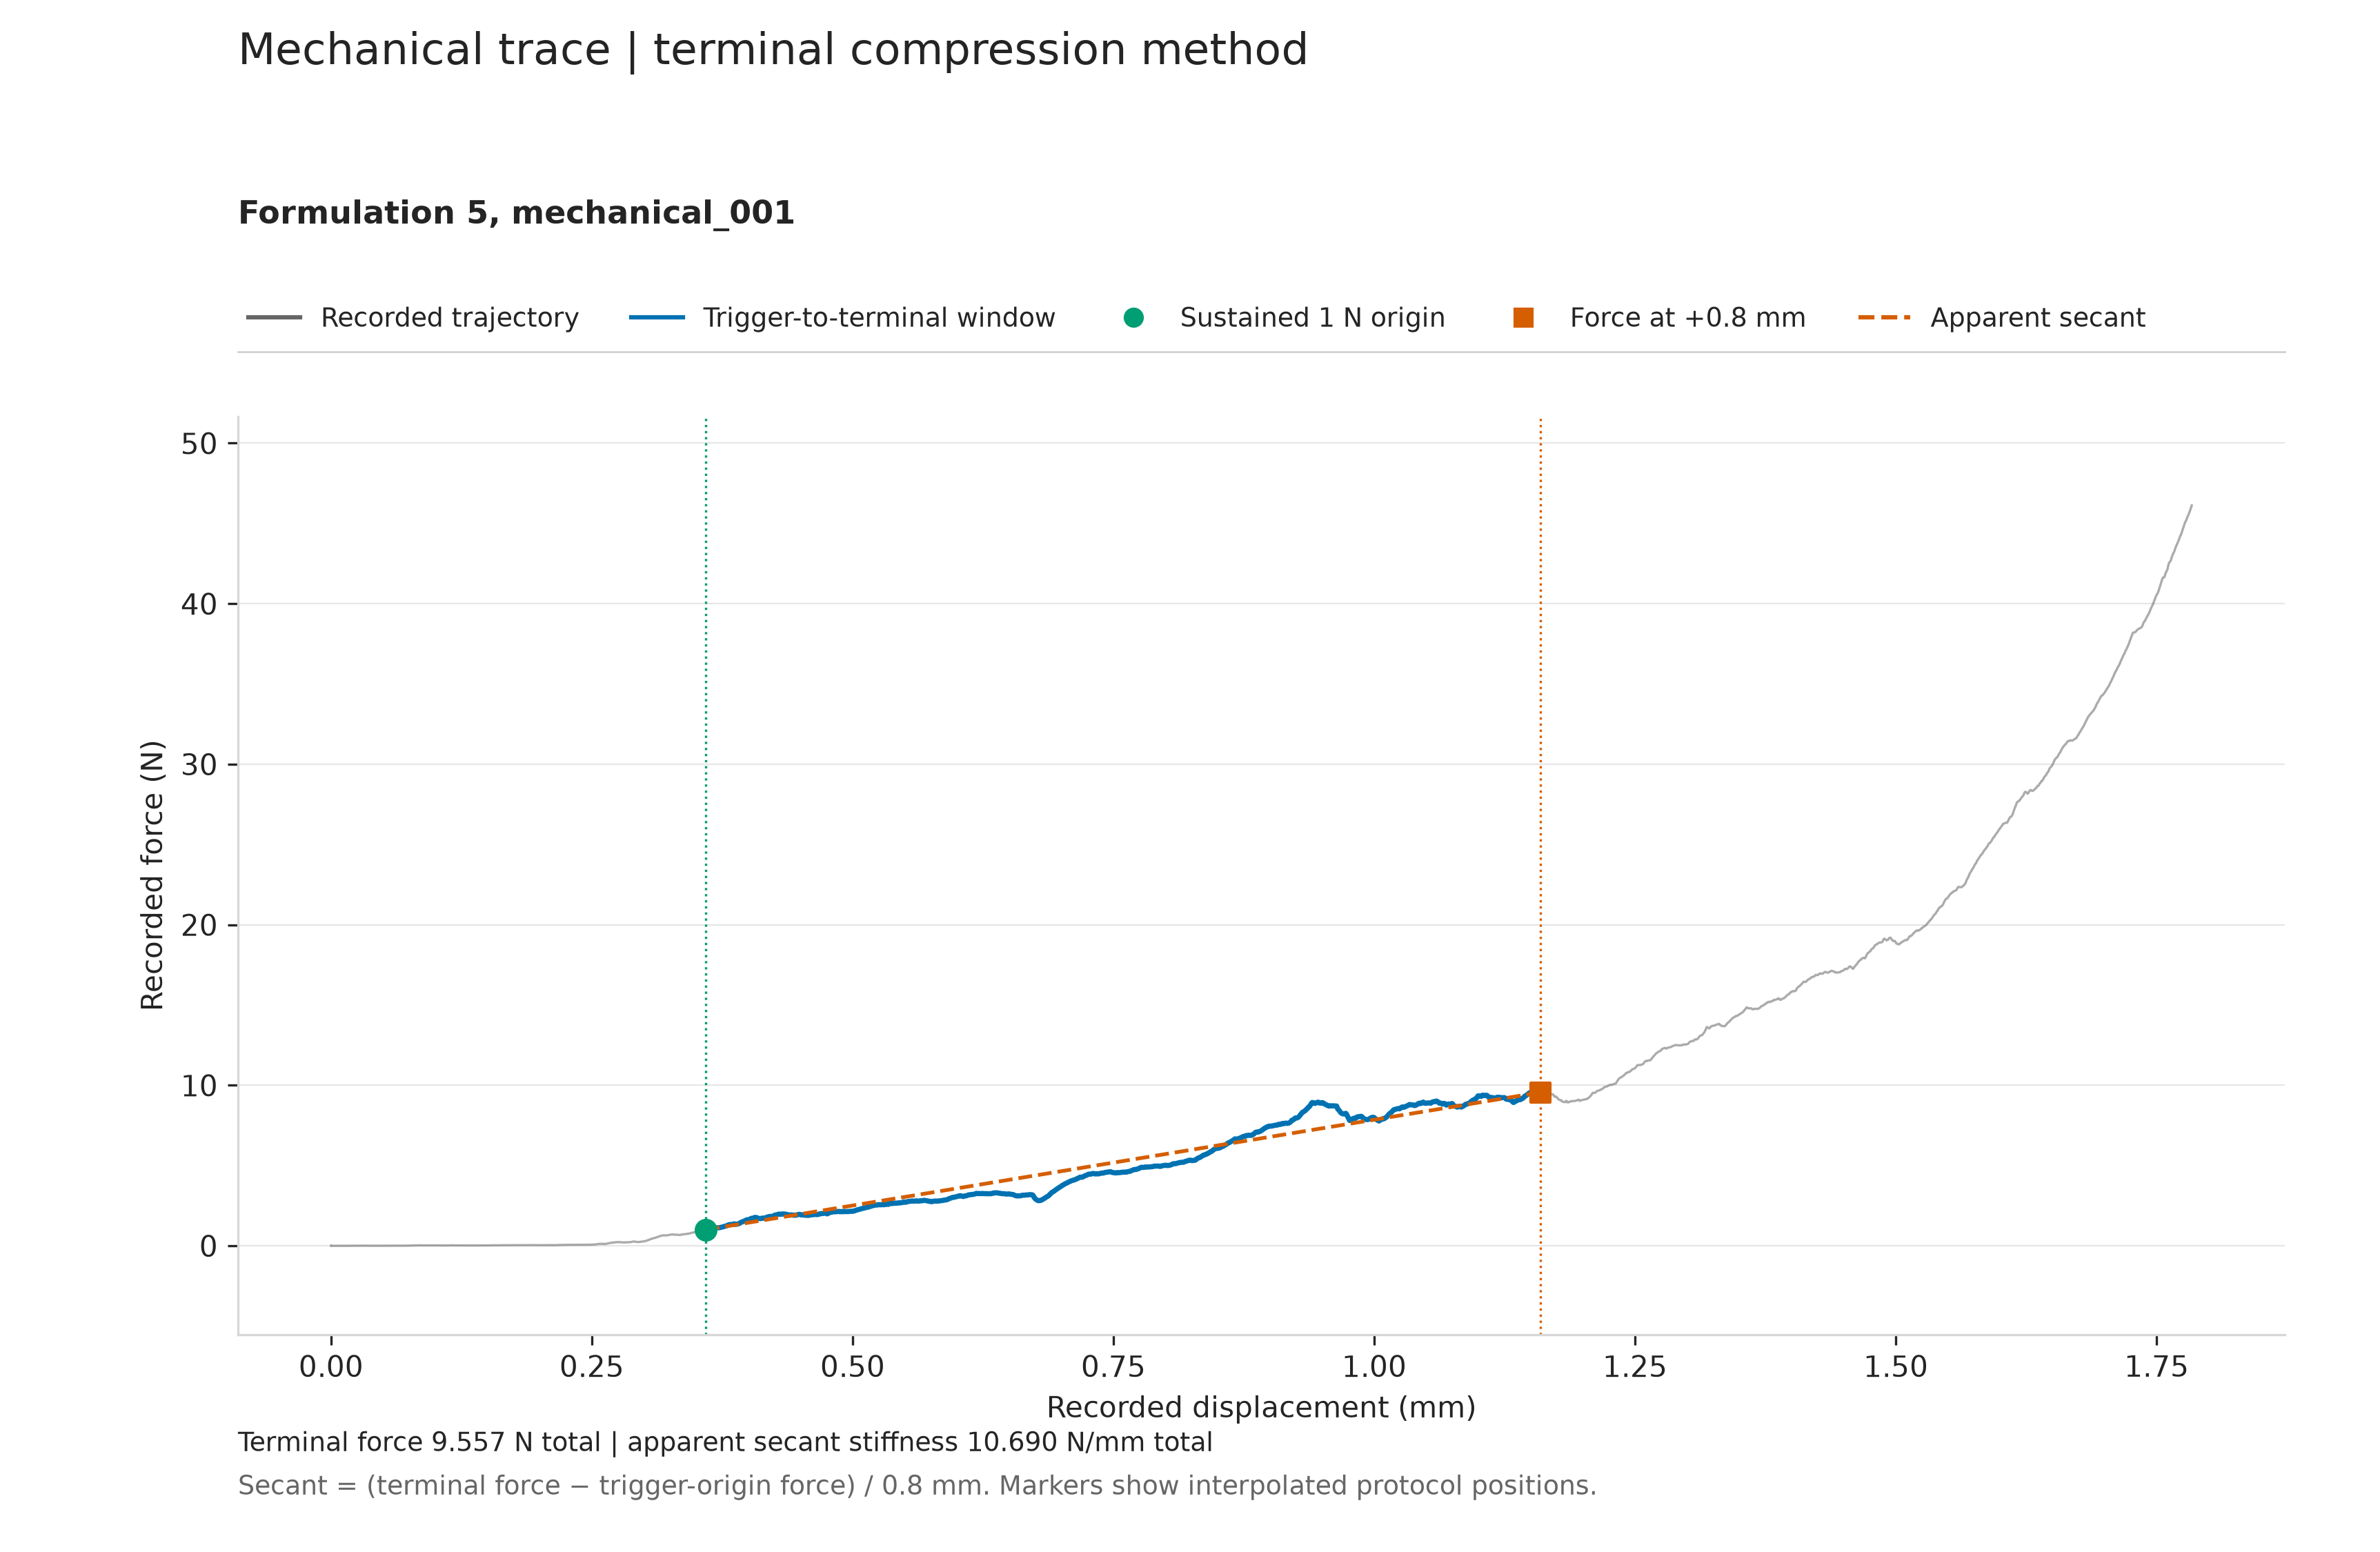 Mechanical trace | terminal compression method
Formulation 5, mechanical_001
Recorded trajectory
Trigger-to-terminal window
Sustained 1 N origin
Force at +0.8 mm
Apparent secant
50
40
30
20
10
0
Recorded force (N)
0.00
0.25
0.50
0.75
1.00
1.25
1.50
1.75
Recorded displacement (mm)
Terminal force 9.557 N total | apparent secant stiffness 10.690 N/mm total
Secant = (terminal force − trigger-origin force) / 0.8 mm. Markers show interpolated protocol positions.